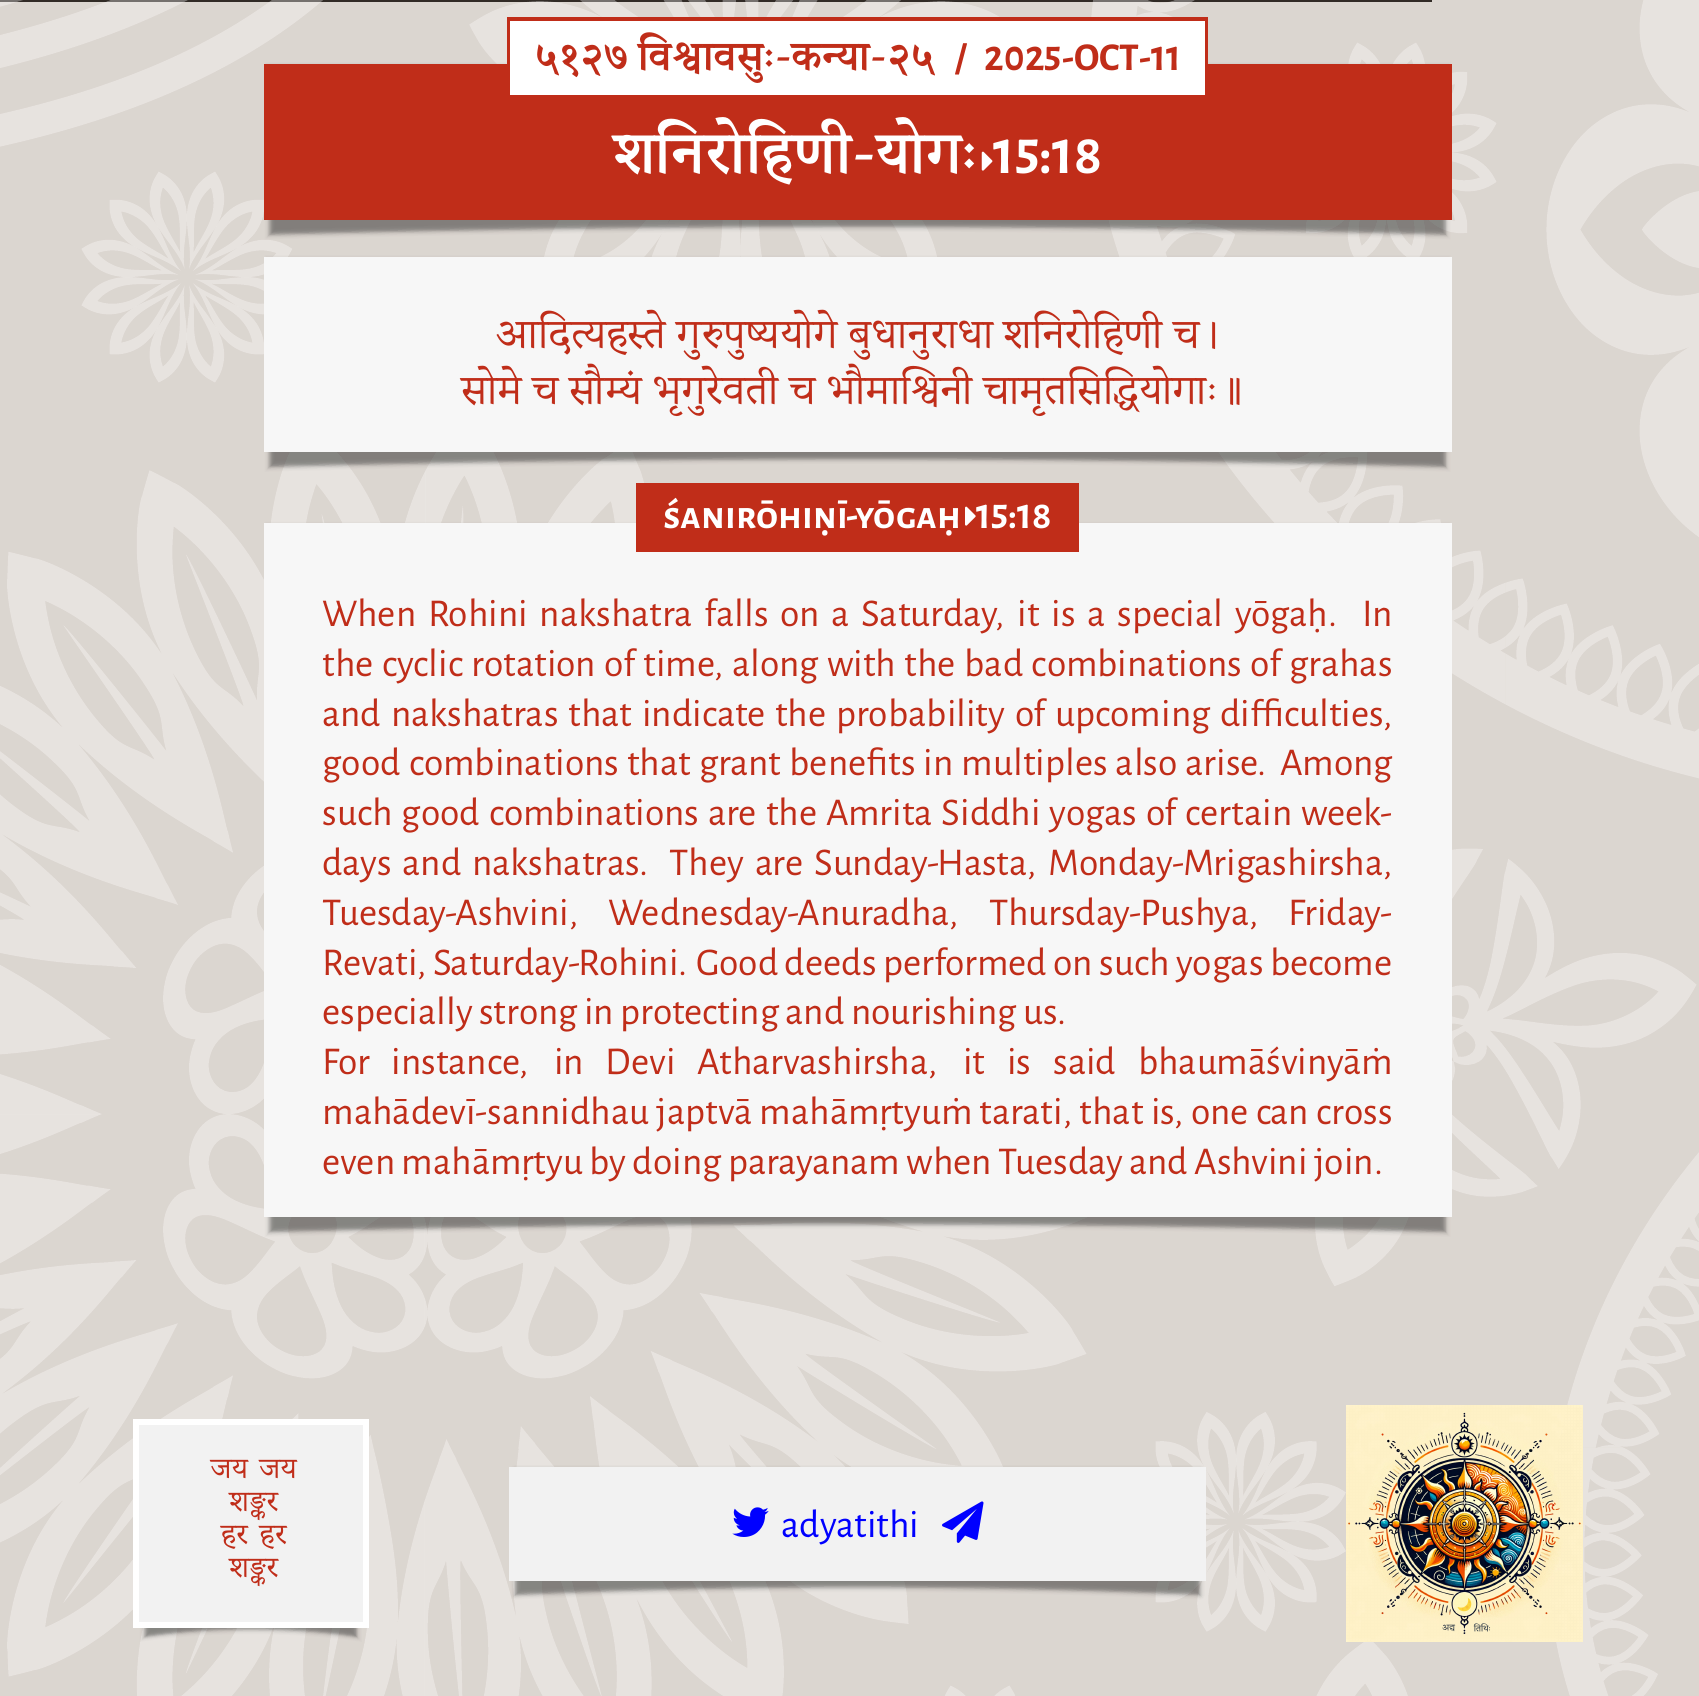 ५१२७ विश्वावसुः-कन्या-२५ / 2025-OCT-11
शनिरोहिणी-योगः▸15:18
आदित्यहस्ते गुरुपुष्ययोगे बुधानुराधा शनिरोहिणी च।
सोमे च सौम्यं भृगुरेवती च भौमाश्विनी चामृतसिद्धियोगाः॥
ŚANIRŌHIṆĪ-YŌGAḤ▸15:18
When Rohini nakshatra falls on a Saturday, it is a special yōgaḥ. In
the cyclic rotation of time, along with the bad combinations of grahas
and nakshatras that indicate the probability of upcoming difficulties,
good combinations that grant benefits in multiples also arise. Among
such good combinations are the Amrita Siddhi yogas of certain week-
days and nakshatras. They are Sunday-Hasta, Monday-Mrigashirsha,
Tuesday-Ashvini, Wednesday-Anuradha, Thursday-Pushya, Friday-
Revati, Saturday-Rohini. Good deeds performed on such yogas become
especially strong in protecting and nourishing us.
For instance, in Devi Atharvashirsha, it is said bhaumāśvinyāṁ
mahādevī-sannidhau japtvā mahāmṛtyuṁ tarati, that is, one can cross
even mahāmṛtyu by doing parayanam when Tuesday and Ashvini join.
जय जय
शङ्कर
हर हर
शङ्कर
adyatithi
अद्य तिथिः